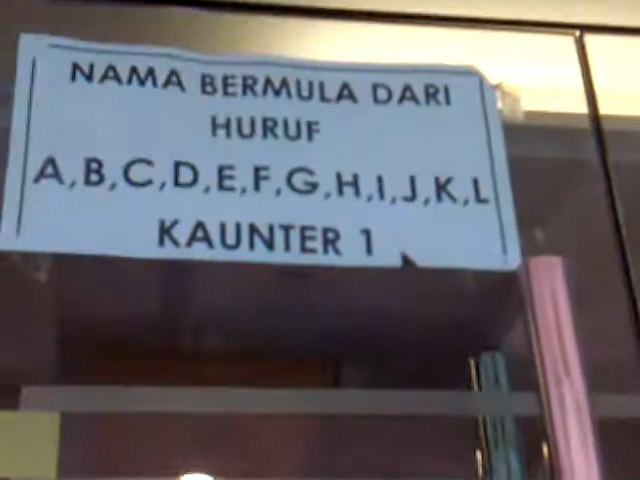 NAMA BERMULA DARI
HURUF
A,B,C,D,E,F,G,H,I,J,K,L
KAUNTER 1